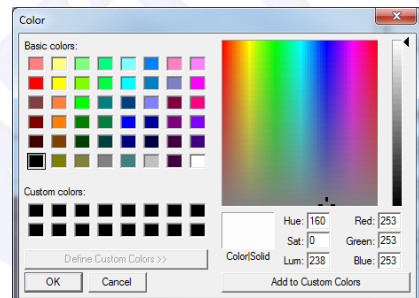 Color
Basic colors:
Custom colors:
Define Custom Colors >>
OK Cancel
Color|Solid
Hue: 160 Red: 253
Sat: 0 Green: 253
Lum: 238 Blue: 253
Add to Custom Colors